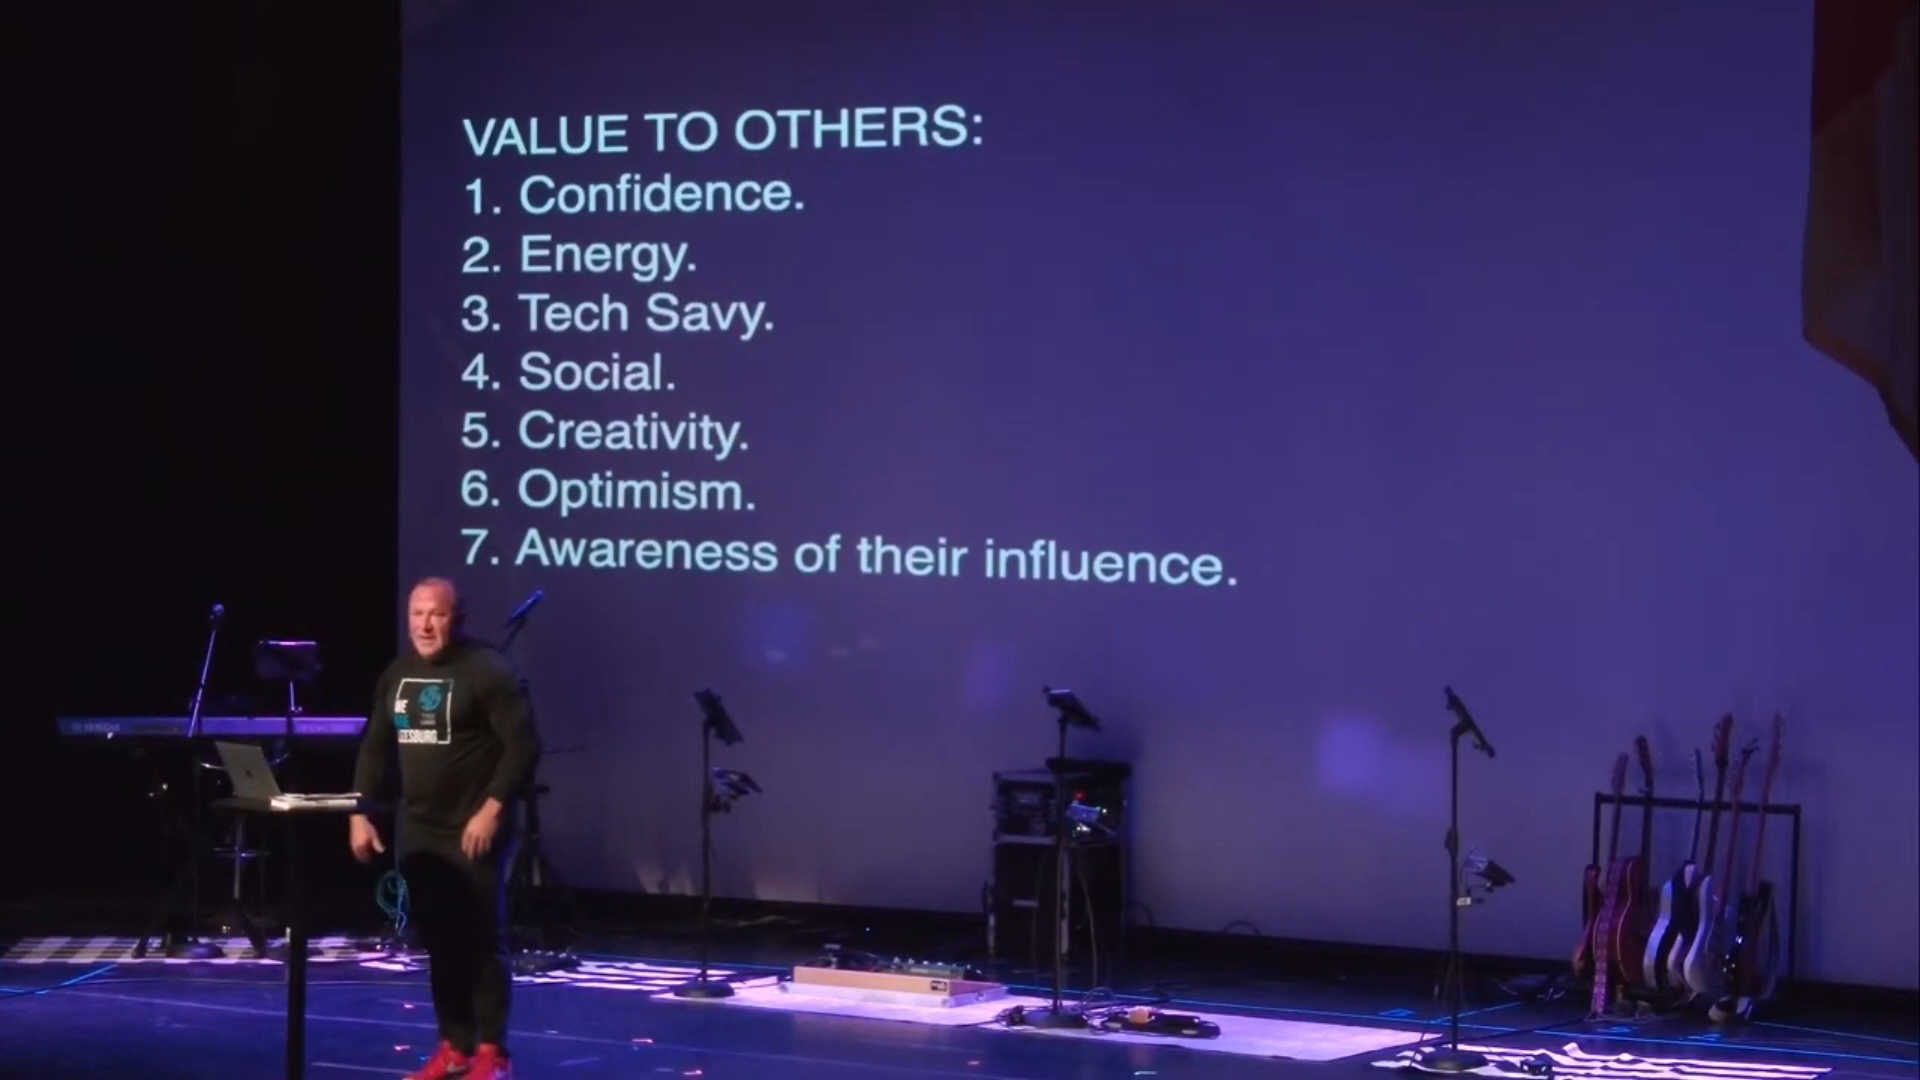 VALUE TO OTHERS:
1. Confidence.
2. Energy.
3. Tech Savy.
4. Social.
5. Creativity.
6. Optimism.
7. Awareness of their influence.